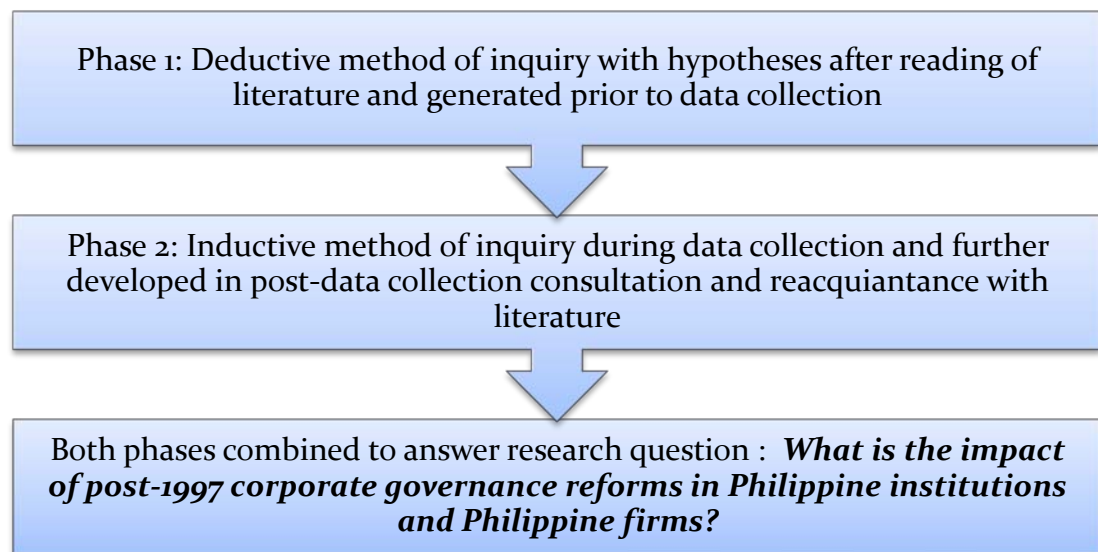 Phase 1: Deductive method of inquiry with hypotheses after reading of
literature and generated prior to data collection
Phase 2: Inductive method of inquiry during data collection and further
developed in post-data collection consultation and reacquiantance with
literature
Both phases combined to answer research question : What is the impact
of post-1997 corporate governance reforms in Philippine institutions
and Philippine firms?